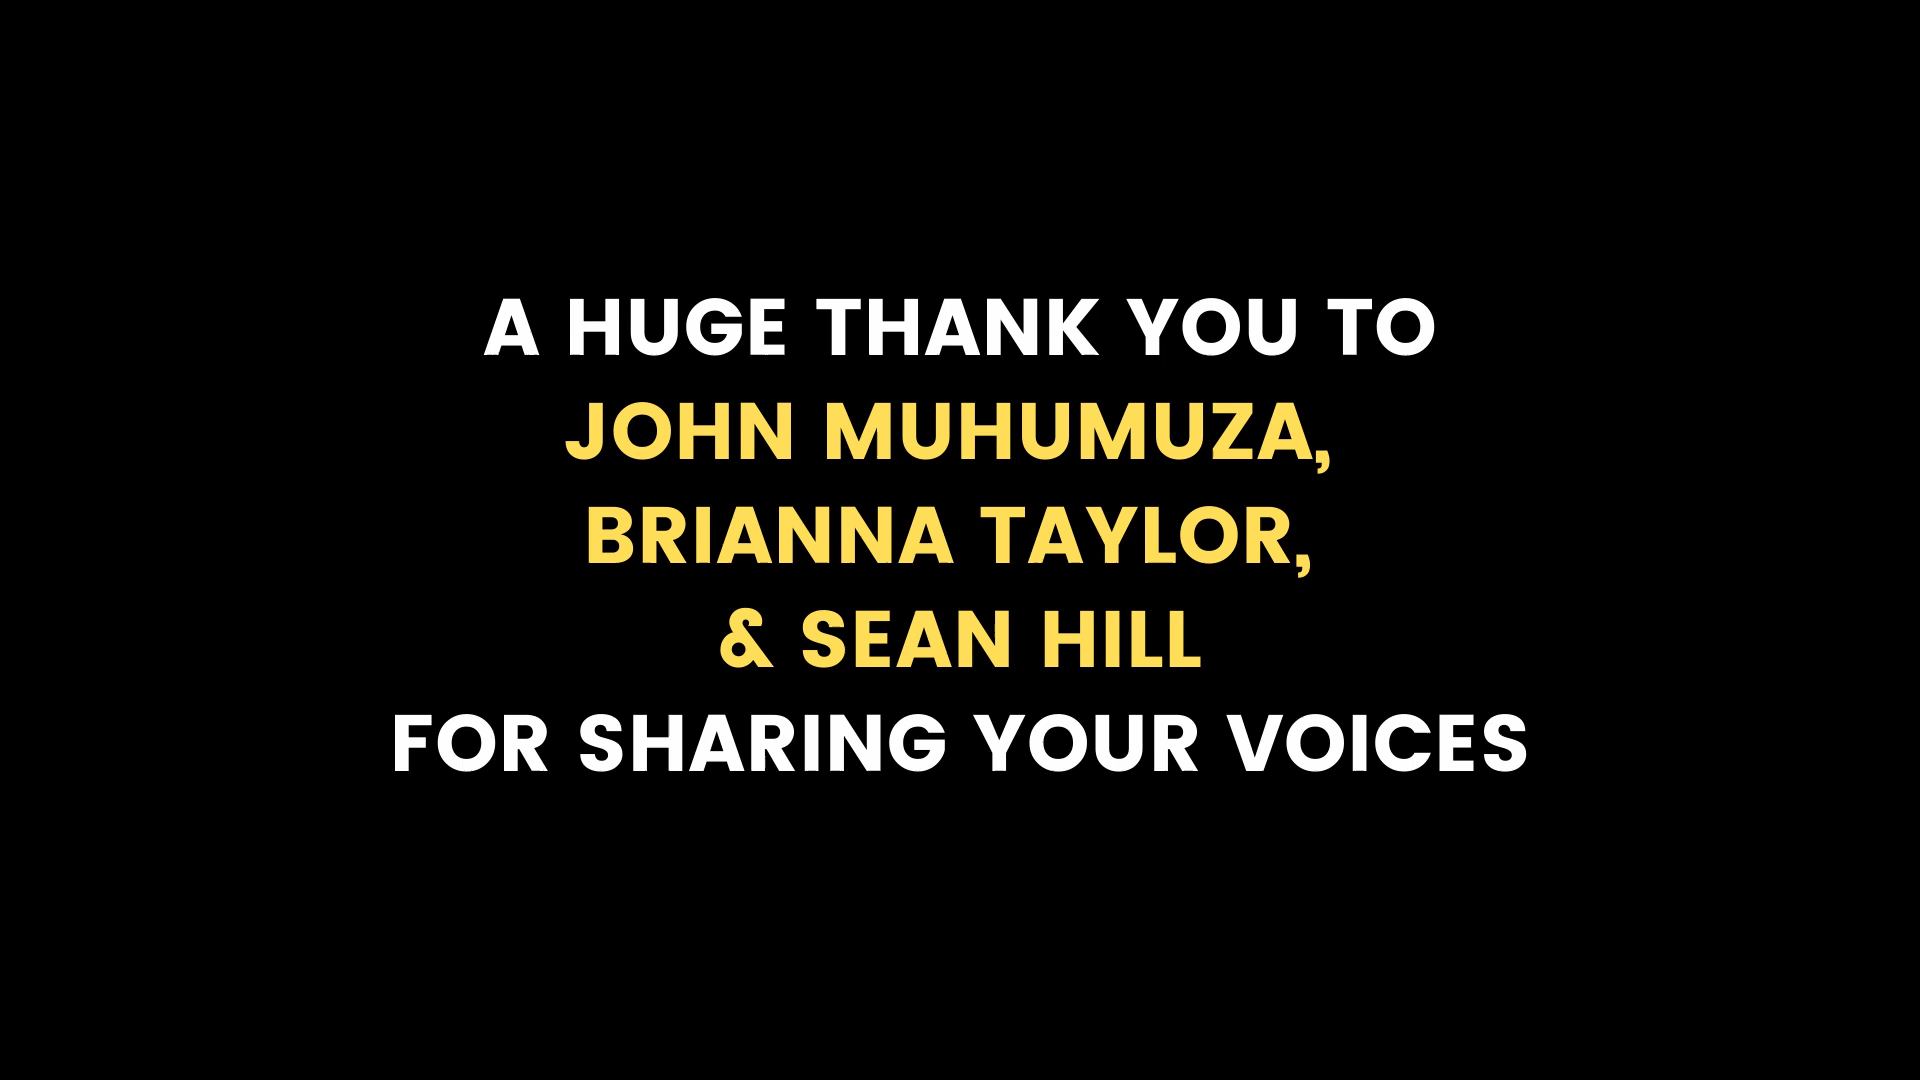 A HUGE THANK YOU TO
JOHN MUHUMUZA,
BRIANNA TAYLOR,
& SEAN HILL
FOR SHARING YOUR VOICES